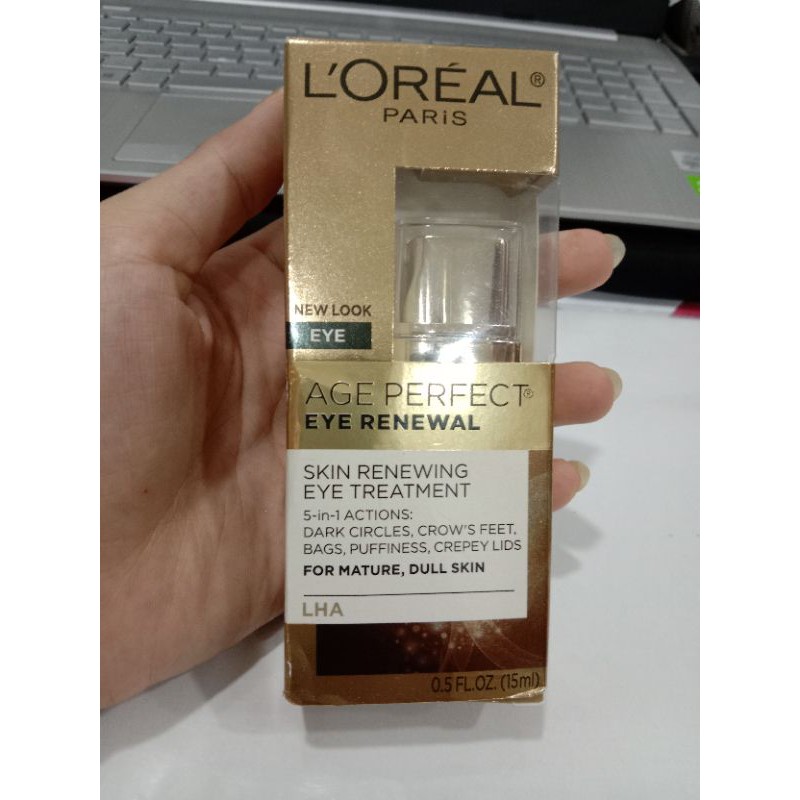 L'ORÉAL®
PARIS
NEW LOOK
EYE
AGE PERFECT®
EYE RENEWAL
SKIN RENEWING
EYE TREATMENT
5-in-1 ACTIONS:
DARK CIRCLES, CROW'S FEET,
BAGS, PUFFINESS, CREPEY LIDS
FOR MATURE, DULL SKIN
LHA
0.5 FL.OZ. (15ml)